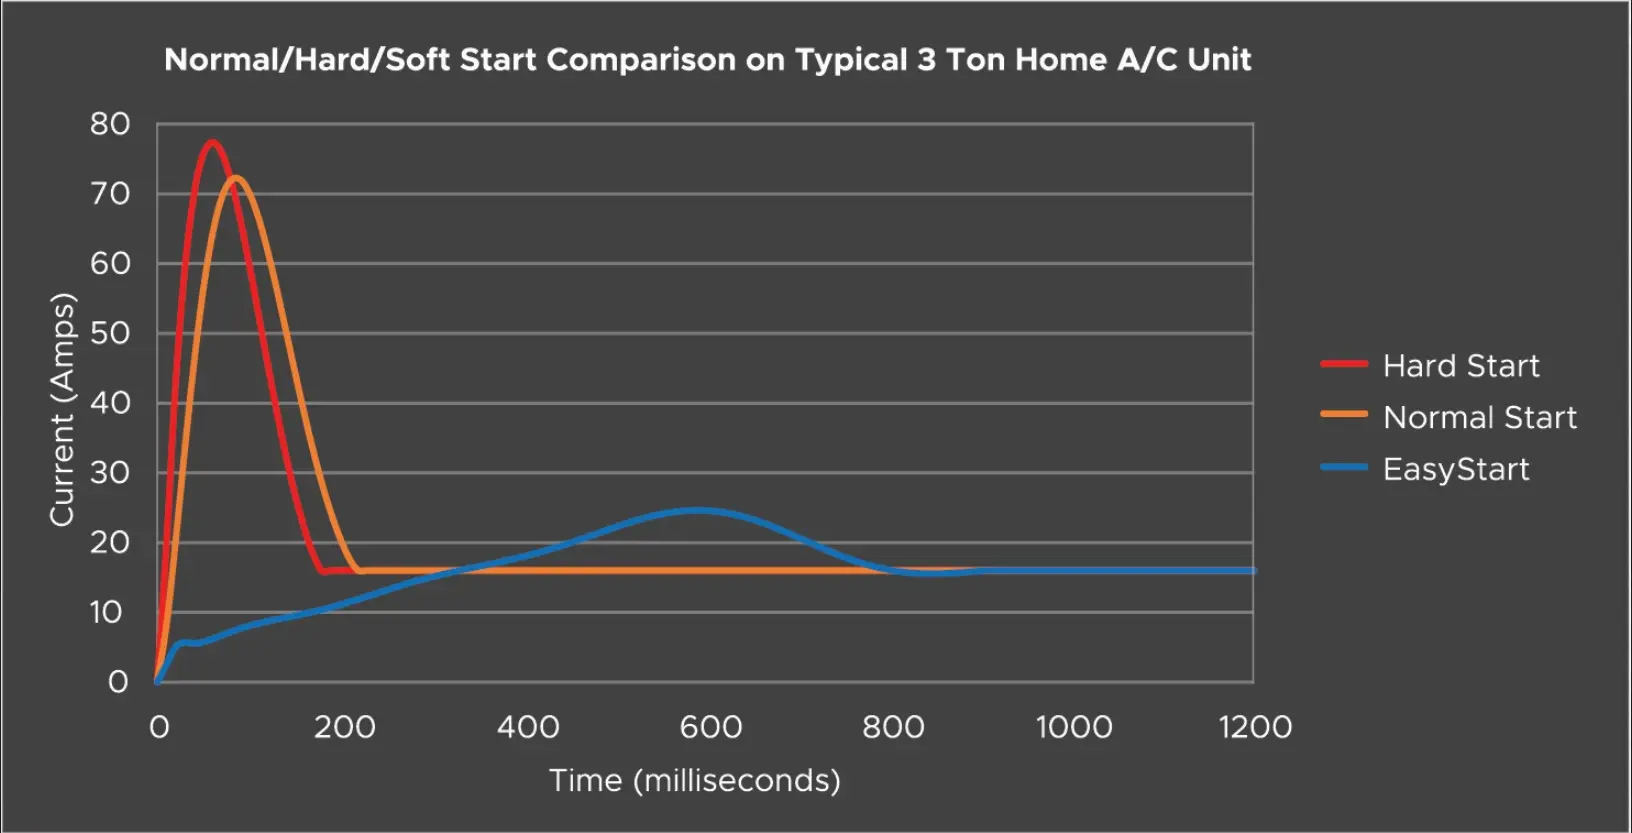 Normal/Hard/Soft Start Comparison on Typical 3 Ton Home A/C Unit
80
70
60
50
40
30
20
10
0
Current (Amps)
0 200 400 600 800 1000 1200
Time (milliseconds)
Hard Start
Normal Start
EasyStart